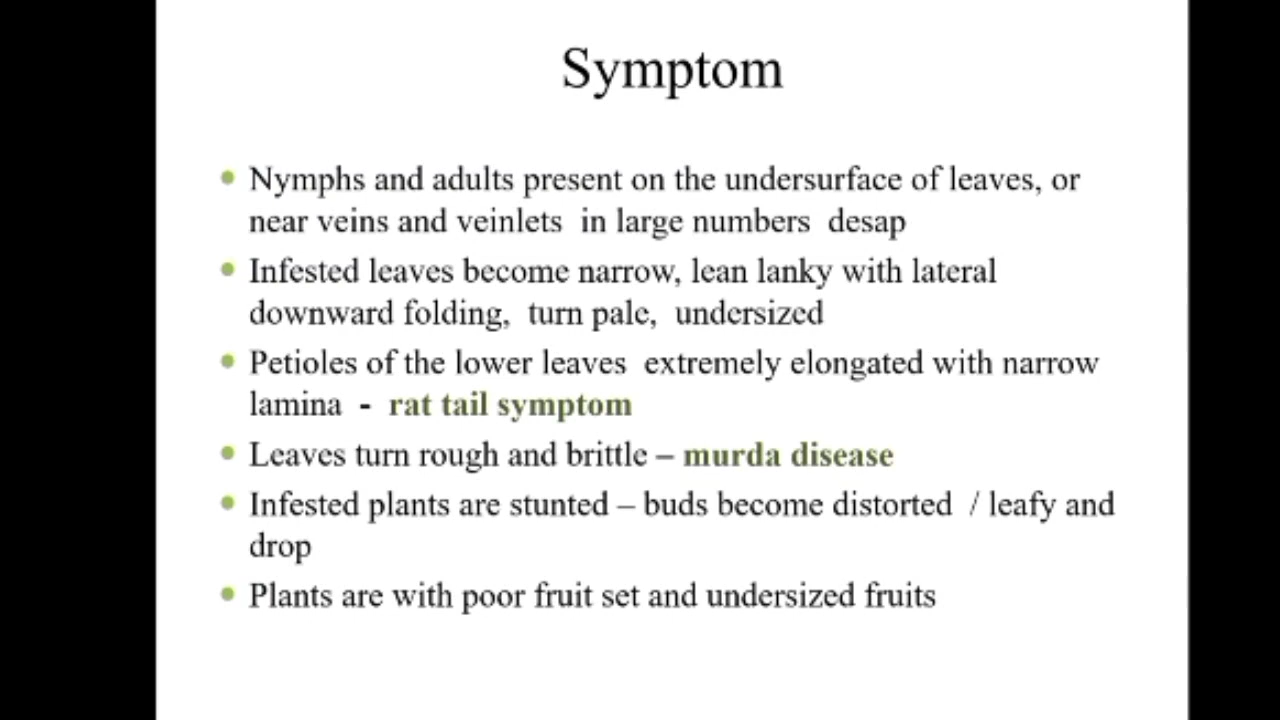 Symptom
• Nymphs and adults present on the undersurface of leaves, or
near veins and veinlets in large numbers desap
• Infested leaves become narrow, lean lanky with lateral
downward folding, turn pale, undersized
• Petioles of the lower leaves extremely elongated with narrow
lamina - rat tail symptom
• Leaves turn rough and brittle – murda disease
• Infested plants are stunted – buds become distorted / leafy and
drop
• Plants are with poor fruit set and undersized fruits